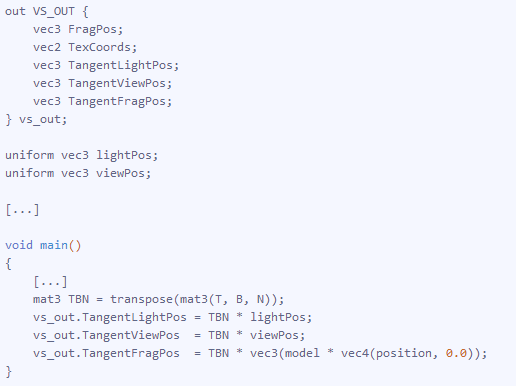 out VS_OUT {
    vec3 FragPos;
    vec2 TexCoords;
    vec3 TangentLightPos;
    vec3 TangentViewPos;
    vec3 TangentFragPos;
} vs_out;

uniform vec3 lightPos;
uniform vec3 viewPos;

[...]

void main()
{
    [...]
    mat3 TBN = transpose(mat3(T, B, N));
    vs_out.TangentLightPos = TBN * lightPos;
    vs_out.TangentViewPos  = TBN * viewPos;
    vs_out.TangentFragPos  = TBN * vec3(model * vec4(position, 0.0));
}